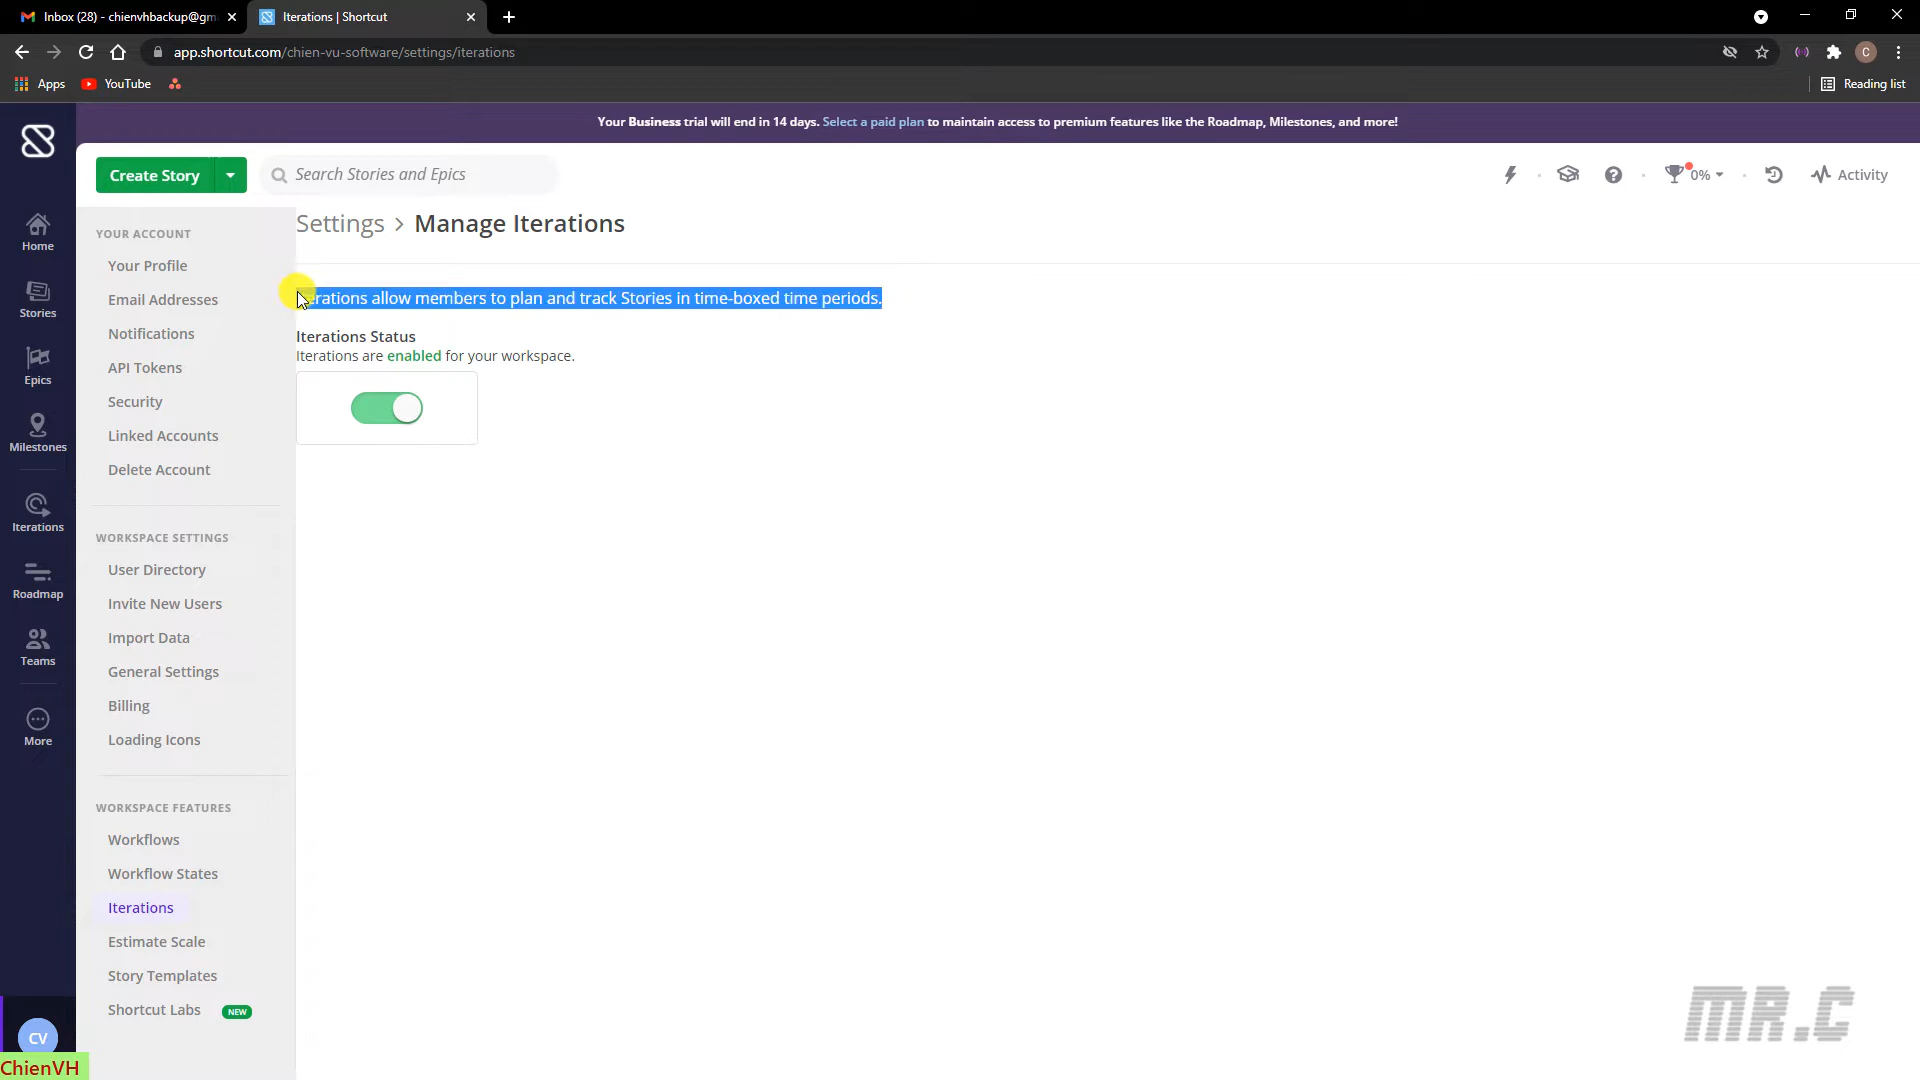 Inbox (28) - chienvhbackup@gm
Iterations | Shortcut
app.shortcut.com/chien-vu-software/settings/iterations
C
Apps
YouTube
Reading list
Your Business trial will end in 14 days. Select a paid plan to maintain access to premium features like the Roadmap, Milestones, and more!
Create Story
Search Stories and Epics
0%
Activity
Home
Stories
Epics
Milestones
Iterations
Roadmap
Teams
More
CV
ChienVH
YOUR ACCOUNT
Your Profile
Email Addresses
Notifications
API Tokens
Security
Linked Accounts
Delete Account
WORKSPACE SETTINGS
User Directory
Invite New Users
Import Data
General Settings
Billing
Loading Icons
WORKSPACE FEATURES
Workflows
Workflow States
Iterations
Estimate Scale
Story Templates
Shortcut Labs NEW
Settings > Manage Iterations
Iterations allow members to plan and track Stories in time-boxed time periods.
Iterations Status
Iterations are enabled for your workspace.
MR.C